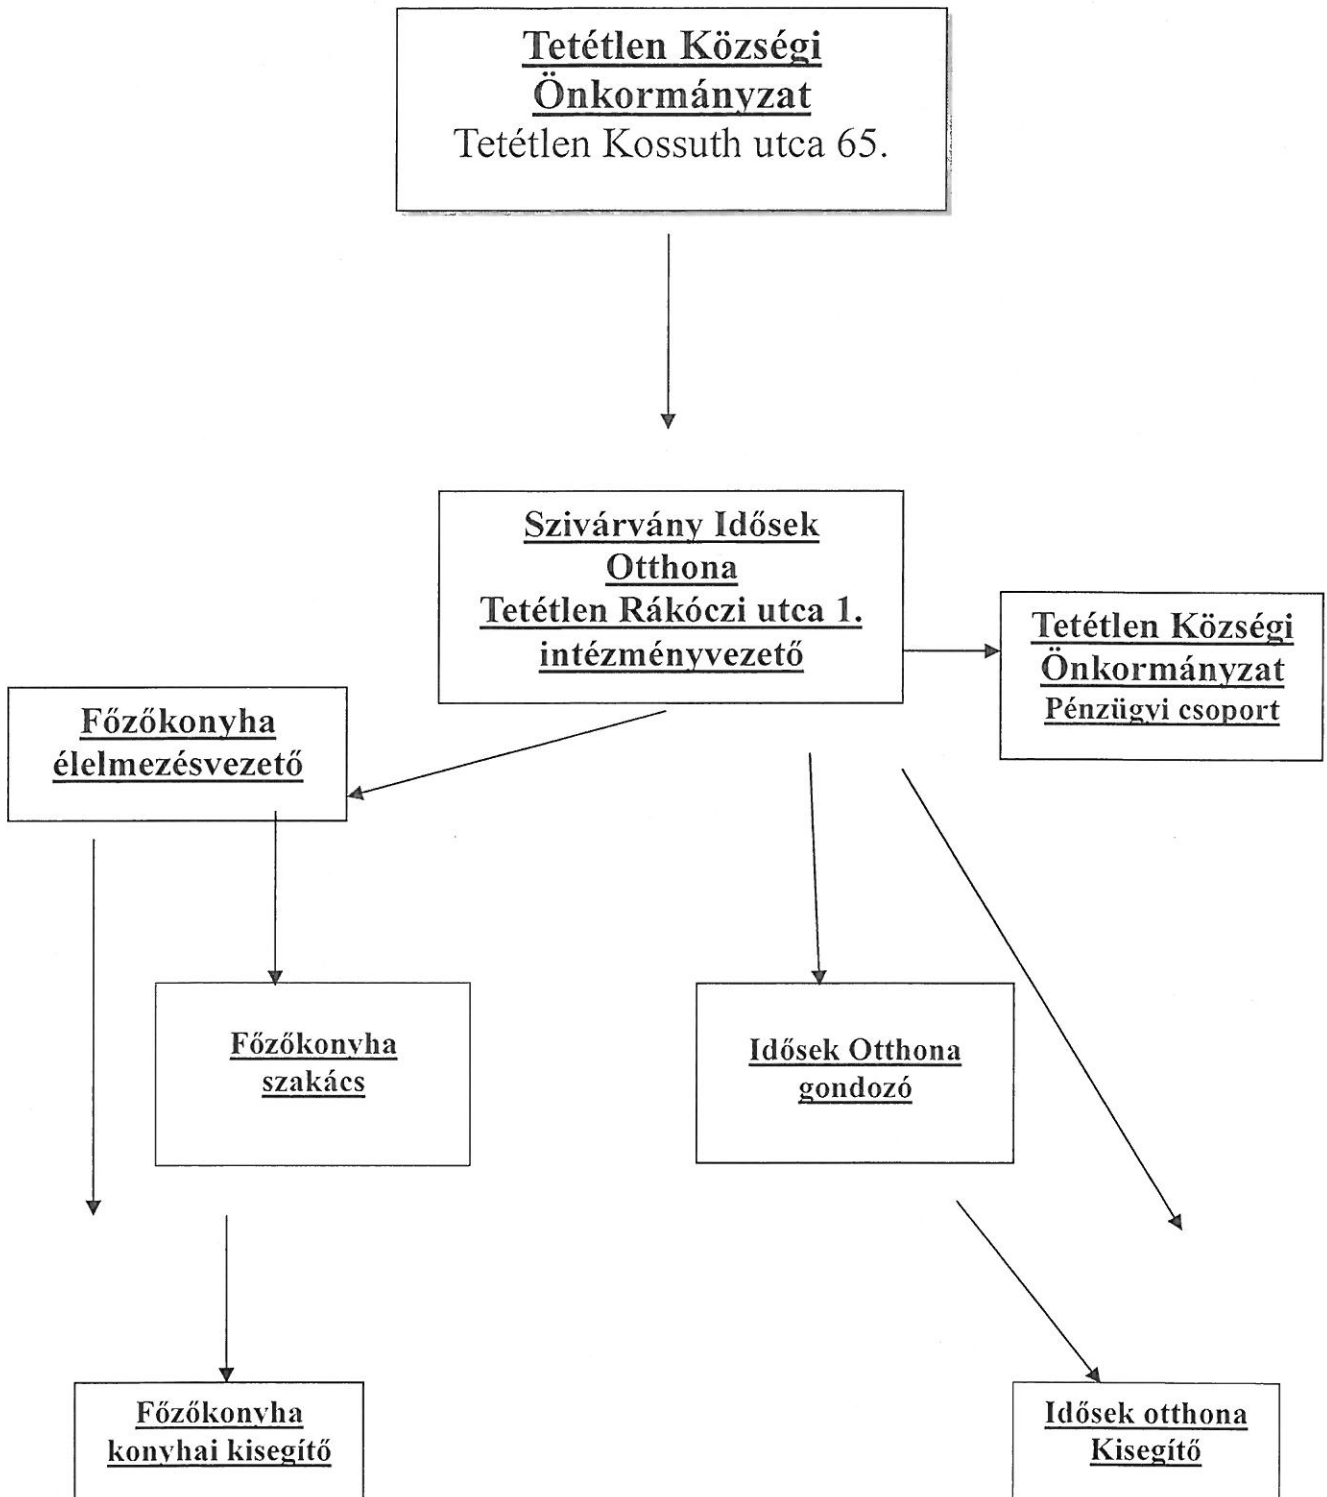 Tetétlen Községi
Önkormányzat
Tetétlen Kossuth utca 65.
Szivárvány Idősek
Otthona
Tetétlen Rákóczi utca 1.
intézményvezető
Tetétlen Községi
Önkormányzat
Pénzügyi csoport
Főzőkonyha
élelmezésvezető
Főzőkonyha
szakács
Idősek Otthona
gondozó
Főzőkonyha
konyhai kisegítő
Idősek otthona
Kisegítő